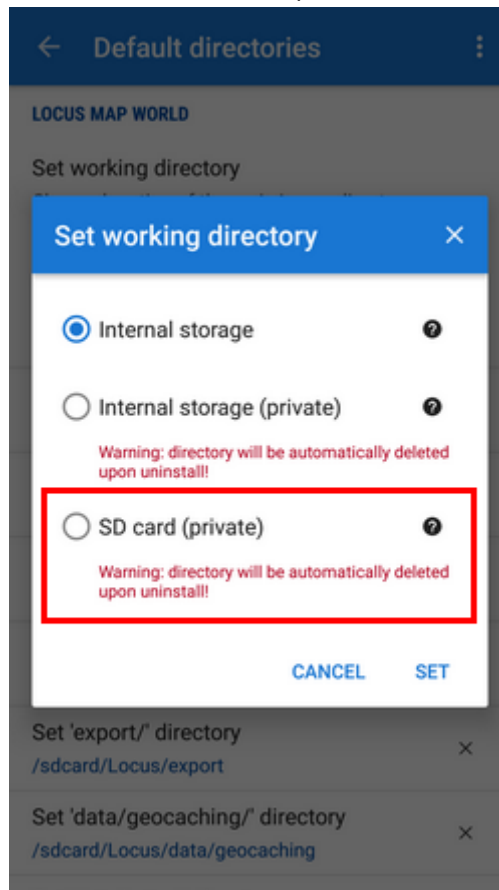 Default directories
LOCUS MAP WORLD
Set working directory
Set working directory
Internal storage
Internal storage (private)
Warning: directory will be automatically deleted
upon uninstall!
SD card (private)
Warning: directory will be automatically deleted
upon uninstall!
CANCEL SET
Set 'export/' directory
/sdcard/Locus/export
Set 'data/geocaching/' directory
/sdcard/Locus/data/geocaching